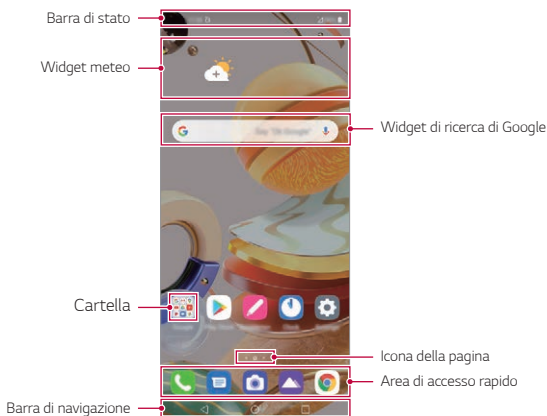 Barra di stato
Widget meteo
Widget di ricerca di Google
Cartella
Icona della pagina
Area di accesso rapido
Barra di navigazione